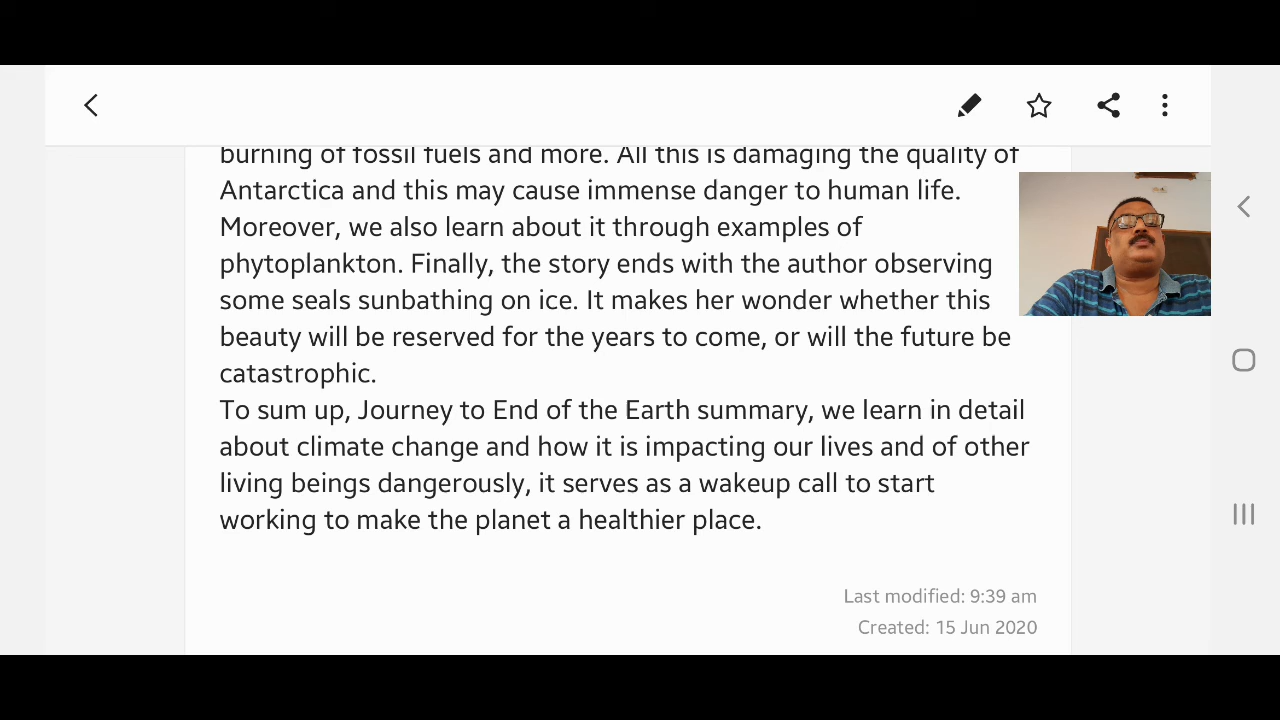 burning of fossil fuels and more. All this is damaging the quality of
Antarctica and this may cause immense danger to human life.
Moreover, we also learn about it through examples of
phytoplankton. Finally, the story ends with the author observing
some seals sunbathing on ice. It makes her wonder whether this
beauty will be reserved for the years to come, or will the future be
catastrophic.
To sum up, Journey to End of the Earth summary, we learn in detail
about climate change and how it is impacting our lives and of other
living beings dangerously, it serves as a wakeup call to start
working to make the planet a healthier place.
Last modified: 9:39 am
Created: 15 Jun 2020